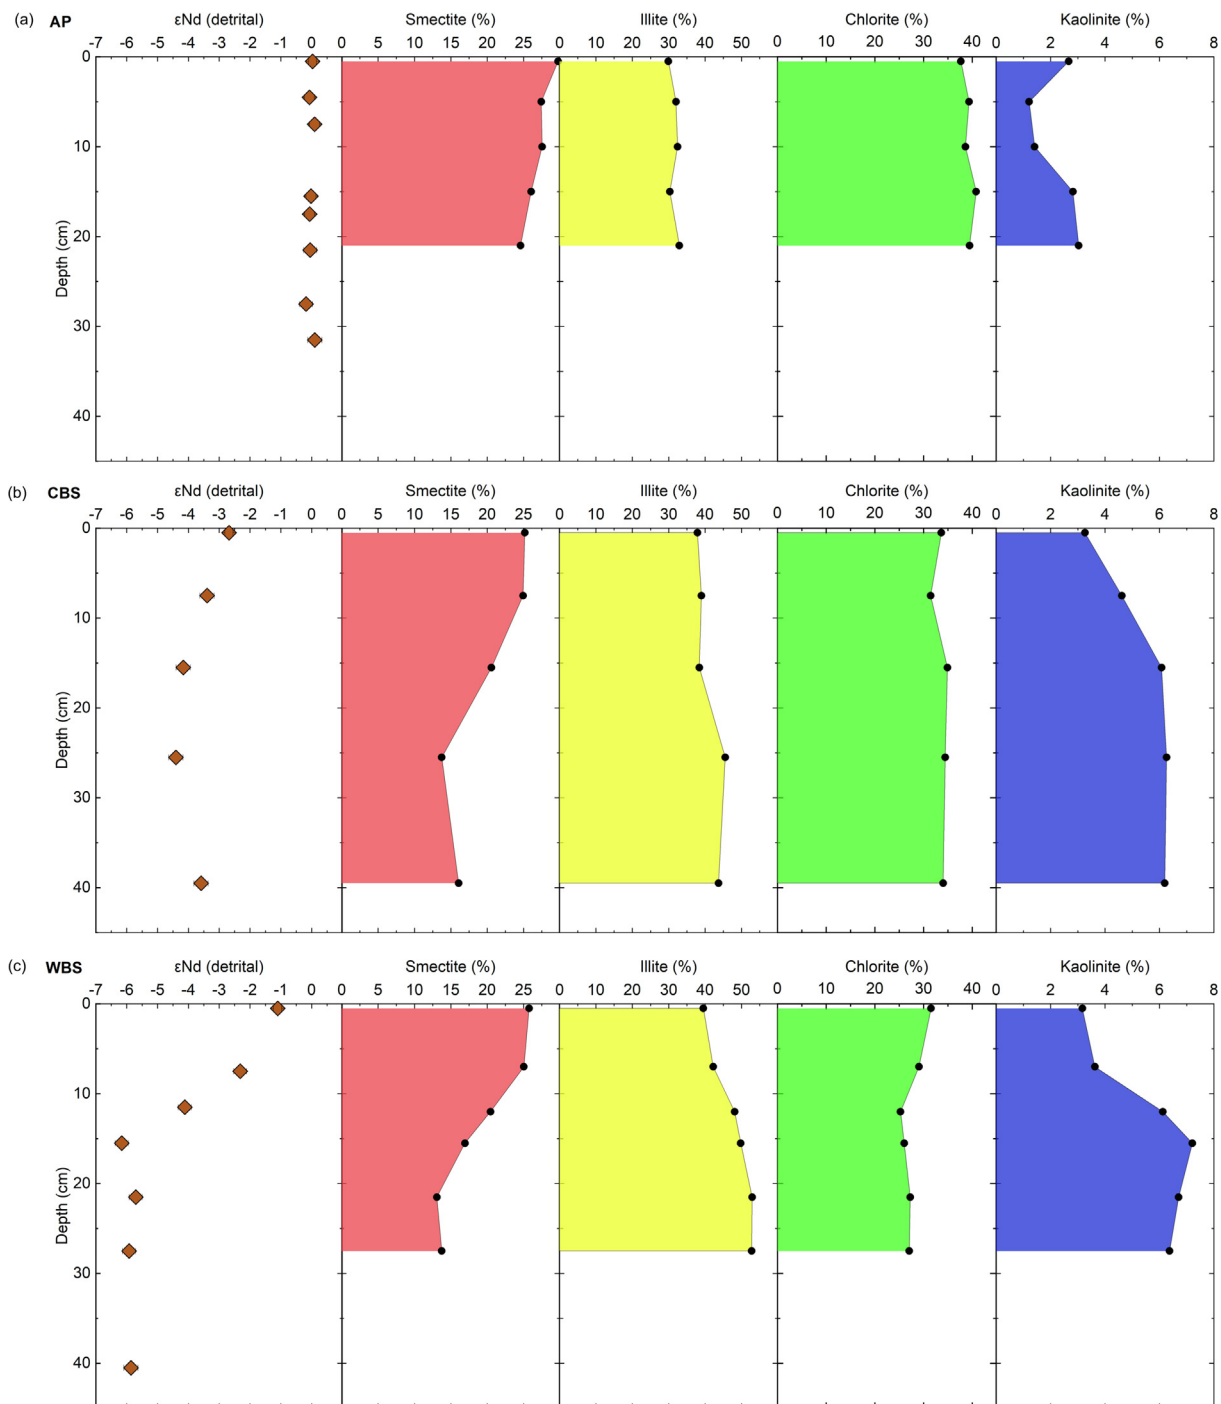 (a) AP
εNd (detrital) Smectite (%) Illite (%) Chlorite (%) Kaolinite (%)
-7 -6 -5 -4 -3 -2 -1 0 0 5 10 15 20 25 0 10 20 30 40 50 0 10 20 30 40 0 2 4 6 8
0
10
20
30
40
Depth (cm)
(b) CBS
εNd (detrital) Smectite (%) Illite (%) Chlorite (%) Kaolinite (%)
-7 -6 -5 -4 -3 -2 -1 0 0 5 10 15 20 25 0 10 20 30 40 50 0 10 20 30 40 0 2 4 6 8
0
10
20
30
40
Depth (cm)
(c) WBS
εNd (detrital) Smectite (%) Illite (%) Chlorite (%) Kaolinite (%)
-7 -6 -5 -4 -3 -2 -1 0 0 5 10 15 20 25 0 10 20 30 40 50 0 10 20 30 40 0 2 4 6 8
0
10
20
30
40
Depth (cm)